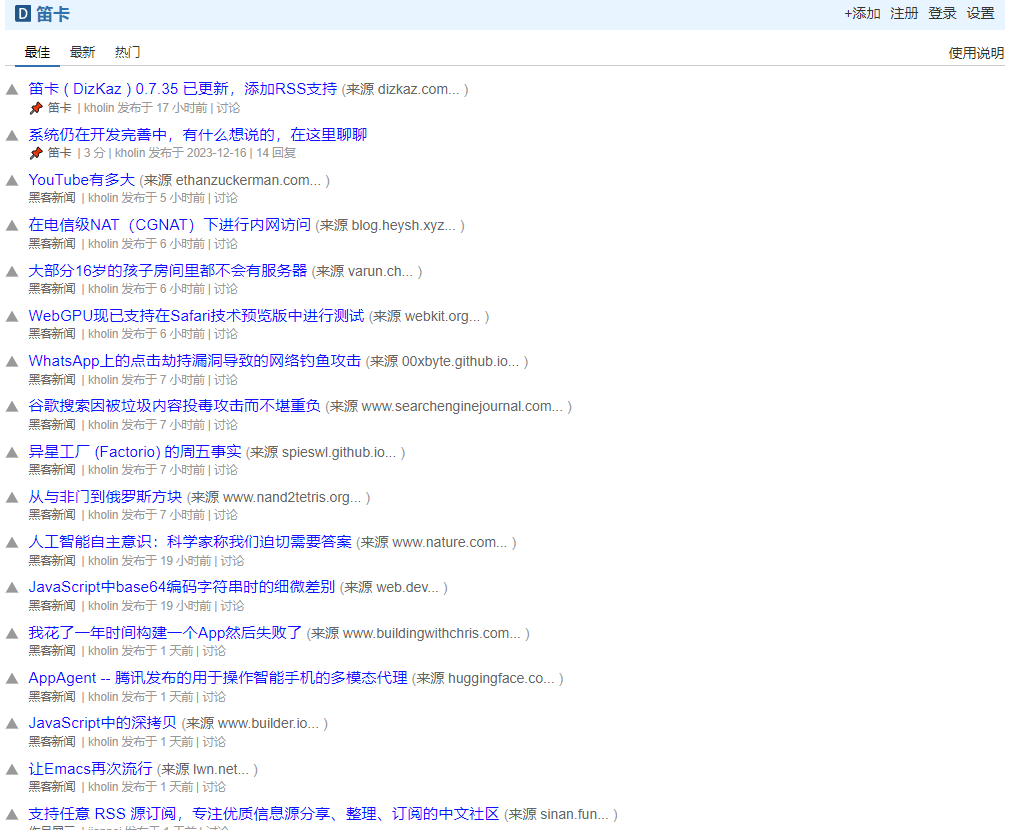 D 笛卡 +添加 注册 登录 设置
最佳 最新 热门 使用说明
笛卡 ( DizKaz ) 0.7.35 已更新，添加RSS支持 (来源 dizkaz.com... )
笛卡 | kholin 发布于 17 小时前 | 讨论
系统仍在开发完善中，有什么想说的，在这里聊聊
笛卡 | 3 分 | kholin 发布于 2023-12-16 | 14 回复
YouTube有多大 (来源 ethanzuckerman.com... )
黑客新闻 | kholin 发布于 5 小时前 | 讨论
在电信级NAT（CGNAT）下进行内网访问 (来源 blog.heysh.xyz... )
黑客新闻 | kholin 发布于 6 小时前 | 讨论
大部分16岁的孩子房间里都不会有服务器 (来源 varun.ch... )
黑客新闻 | kholin 发布于 6 小时前 | 讨论
WebGPU现已支持在Safari技术预览版中进行测试 (来源 webkit.org... )
黑客新闻 | kholin 发布于 6 小时前 | 讨论
WhatsApp上的点击劫持漏洞导致的网络钓鱼攻击 (来源 00xbyte.github.io... )
黑客新闻 | kholin 发布于 7 小时前 | 讨论
谷歌搜索因被垃圾内容投毒攻击而不堪重负 (来源 www.searchenginejournal.com... )
黑客新闻 | kholin 发布于 7 小时前 | 讨论
异星工厂 (Factorio) 的周五事实 (来源 spieswl.github.io... )
黑客新闻 | kholin 发布于 7 小时前 | 讨论
从与非门到俄罗斯方块 (来源 www.nand2tetris.org... )
黑客新闻 | kholin 发布于 7 小时前 | 讨论
人工智能自主意识：科学家称我们迫切需要答案 (来源 www.nature.com... )
黑客新闻 | kholin 发布于 19 小时前 | 讨论
JavaScript中base64编码字符串时的细微差别 (来源 web.dev... )
黑客新闻 | kholin 发布于 19 小时前 | 讨论
我花了一年时间构建一个App然后失败了 (来源 www.buildingwithchris.com... )
黑客新闻 | kholin 发布于 1 天前 | 讨论
AppAgent -- 腾讯发布的用于操作智能手机的多模态代理 (来源 huggingface.co... )
黑客新闻 | kholin 发布于 1 天前 | 讨论
JavaScript中的深拷贝 (来源 www.builder.io... )
黑客新闻 | kholin 发布于 1 天前 | 讨论
让Emacs再次流行 (来源 lwn.net... )
黑客新闻 | kholin 发布于 1 天前 | 讨论
支持任意 RSS 源订阅，专注优质信息源分享、整理、订阅的中文社区 (来源 sinan.fun... )